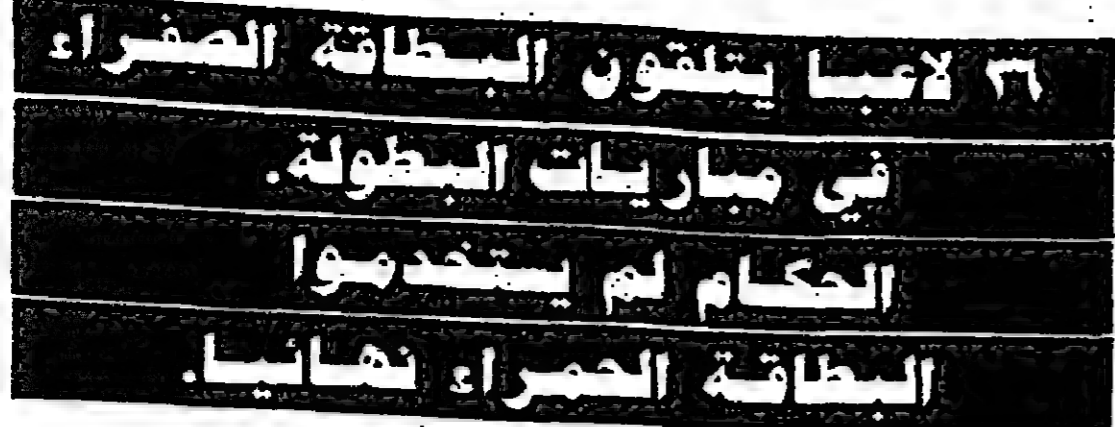 ٣٦ لاعبا يتلقون البطاقة الصفراء
في مباريات البطولة.
الحكام لم يستخدموا
البطاقة الحمراء نهائيا.